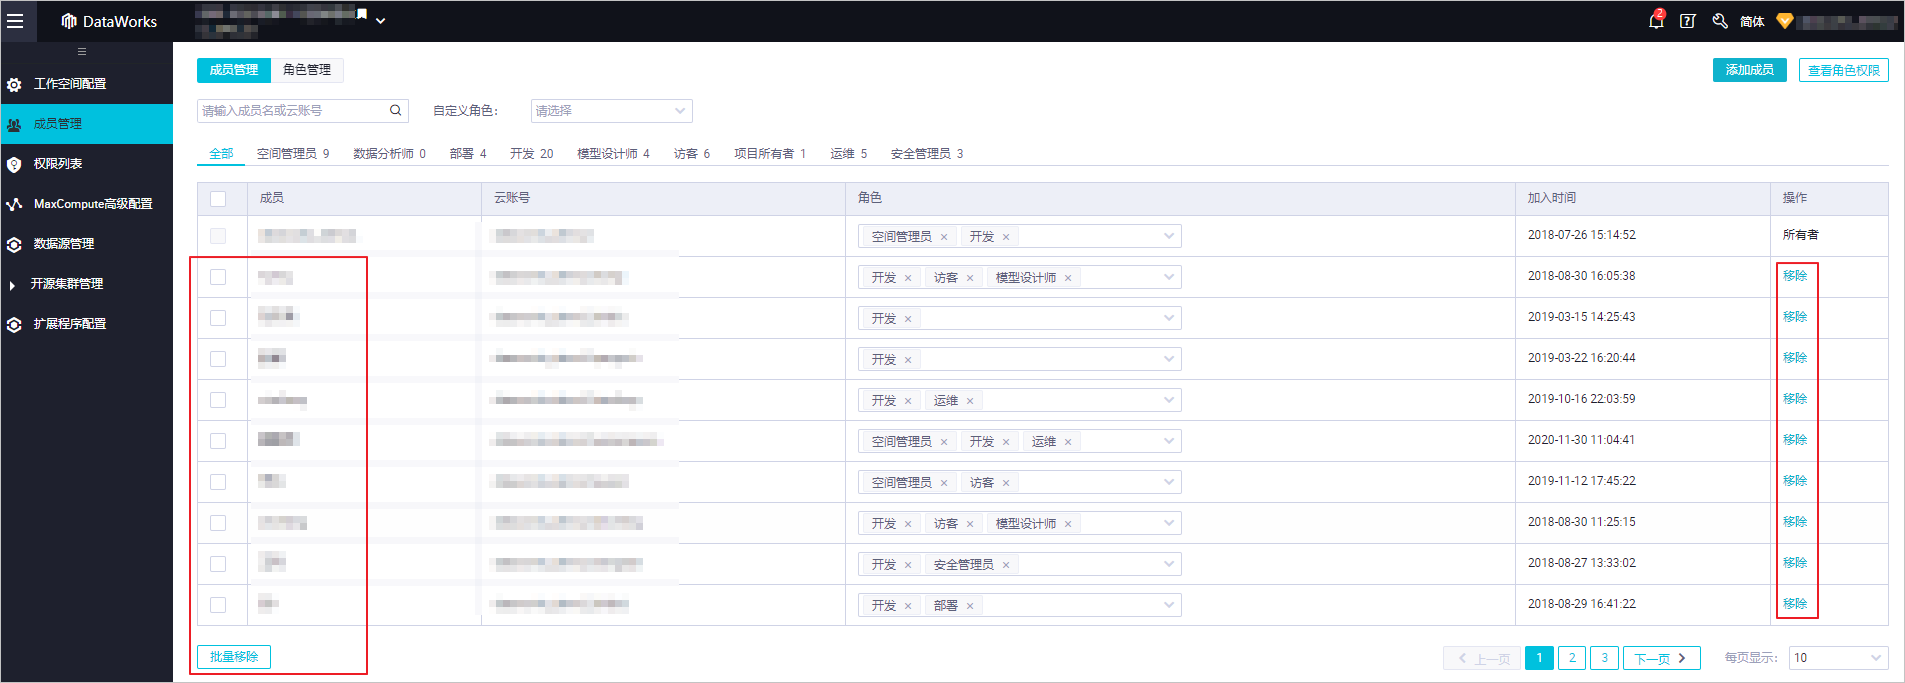 DataWorks
2
简体
工作空间配置
成员管理
权限列表
MaxCompute高级配置
数据源管理
开源集群管理
扩展程序配置
成员管理 角色管理
添加成员 查看角色权限
请输入成员名或云账号 自定义角色: 请选择
全部 空间管理员 9 数据分析师 0 部署 4 开发 20 模型设计师 4 访客 6 项目所有者 1 运维 5 安全管理员 3
成员 云账号 角色 加入时间 操作
空间管理员 × 开发 × 2018-07-26 15:14:52 所有者
开发 × 访客 × 模型设计师 × 2018-08-30 16:05:38 移除
开发 × 2019-03-15 14:25:43 移除
开发 × 2019-03-22 16:20:44 移除
开发 × 运维 × 2019-10-16 22:03:59 移除
空间管理员 × 开发 × 运维 × 2020-11-30 11:04:41 移除
空间管理员 × 访客 × 2019-11-12 17:45:22 移除
开发 × 访客 × 模型设计师 × 2018-08-30 11:25:15 移除
开发 × 安全管理员 × 2018-08-27 13:33:02 移除
开发 × 部署 × 2018-08-29 16:41:22 移除
批量移除
上一页 1 2 3 下一页 每页显示: 10